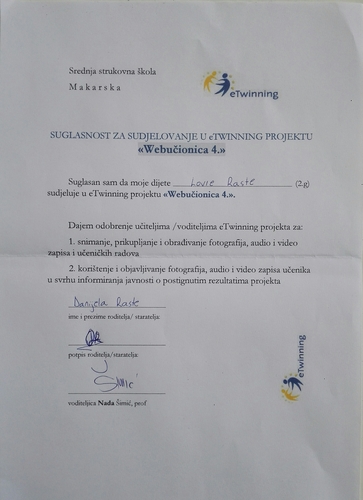 Srednja strukovna škola
Makarska
eTwinning
SUGLASNOST ZA SUDJELOVANJE U eTWINNING PROJEKTU
«Webučionica 4.»
Suglasan sam da moje dijete Lovre Raste (2.g)
sudjeluje u eTwinning projektu «Webučionica 4.».
Dajem odobrenje učiteljima /voditeljima eTwinning projekta za:
1. snimanje, prikupljanje i obrađivanje fotografija, audio i video
zapisa i učeničkih radova
2. korištenje i objavljivanje fotografija, audio i video zapisa učenika
u svrhu informiranja javnosti o postignutim rezultatima projekta
Danijela Raste
ime i prezime roditelja/ staratelja
potpis roditelja/staratelja
Šimić
voditeljica Nada Šimić, prof
eTwinning